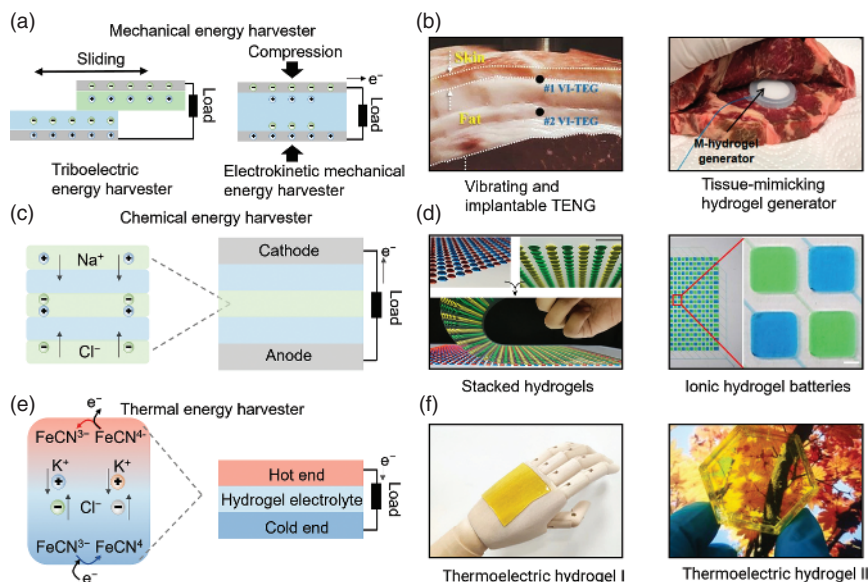 (a)
Mechanical energy harvester
Sliding
Compression
e⁻
Load
Load
Triboelectric
energy harvester
Electrokinetic mechanical
energy harvester
(b)
Skin
Fat
#1 VI-TEG
#2 VI-TEG
Vibrating and
implantable TENG
M-hydrogel
generator
Tissue-mimicking
hydrogel generator
(c)
Chemical energy harvester
Na⁺
Cl⁻
Cathode
Anode
e⁻
Load
(d)
Stacked hydrogels
Ionic hydrogel batteries
(e)
Thermal energy harvester
e⁻
FeCN³⁻ FeCN⁴⁻
K⁺ K⁺
Cl⁻
FeCN³⁻ FeCN⁴
e⁻
Hot end
Hydrogel electrolyte
Cold end
e⁻
Load
(f)
Thermoelectric hydrogel I
Thermoelectric hydrogel II